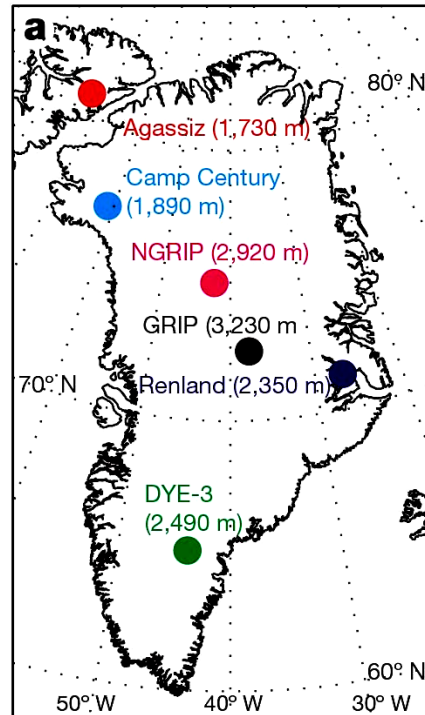 a
80° N
Agassiz (1,730 m)
Camp Century
(1,890 m)
NGRIP (2,920 m)
GRIP (3,230 m
70° N
Renland (2,350 m)
DYE-3
(2,490 m)
60° N
50° W
40° W
30° W